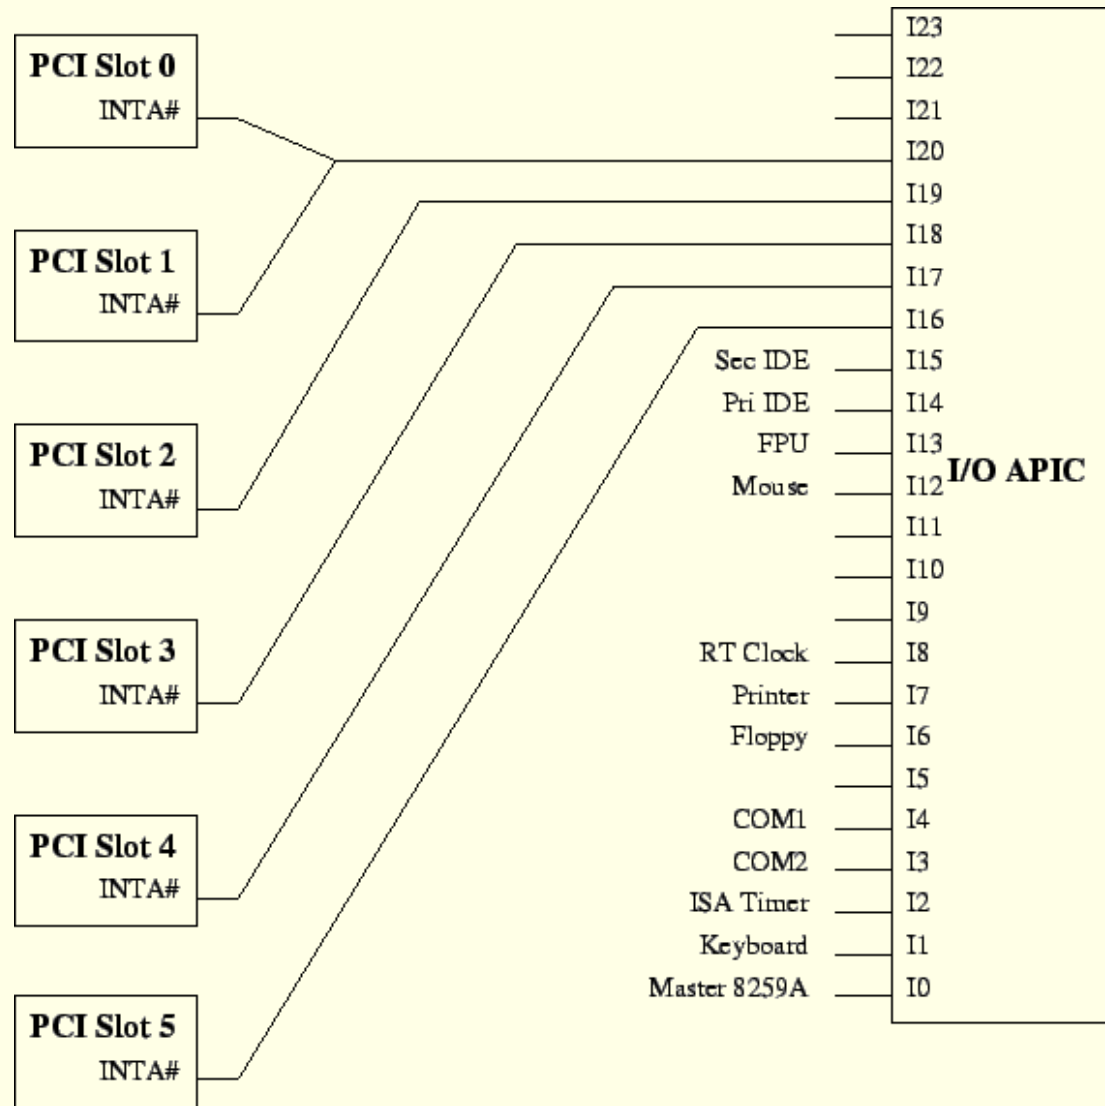 PCI Slot 0
INTA#
PCI Slot 1
INTA#
PCI Slot 2
INTA#
PCI Slot 3
INTA#
PCI Slot 4
INTA#
PCI Slot 5
INTA#
I23
I22
I21
I20
I19
I18
I17
I16
Sec IDE I15
Pri IDE I14
FPU I13
Mouse I12
I/O APIC
I11
I10
I9
RT Clock I8
Printer I7
Floppy I6
I5
COM1 I4
COM2 I3
ISA Timer I2
Keyboard I1
Master 8259A I0